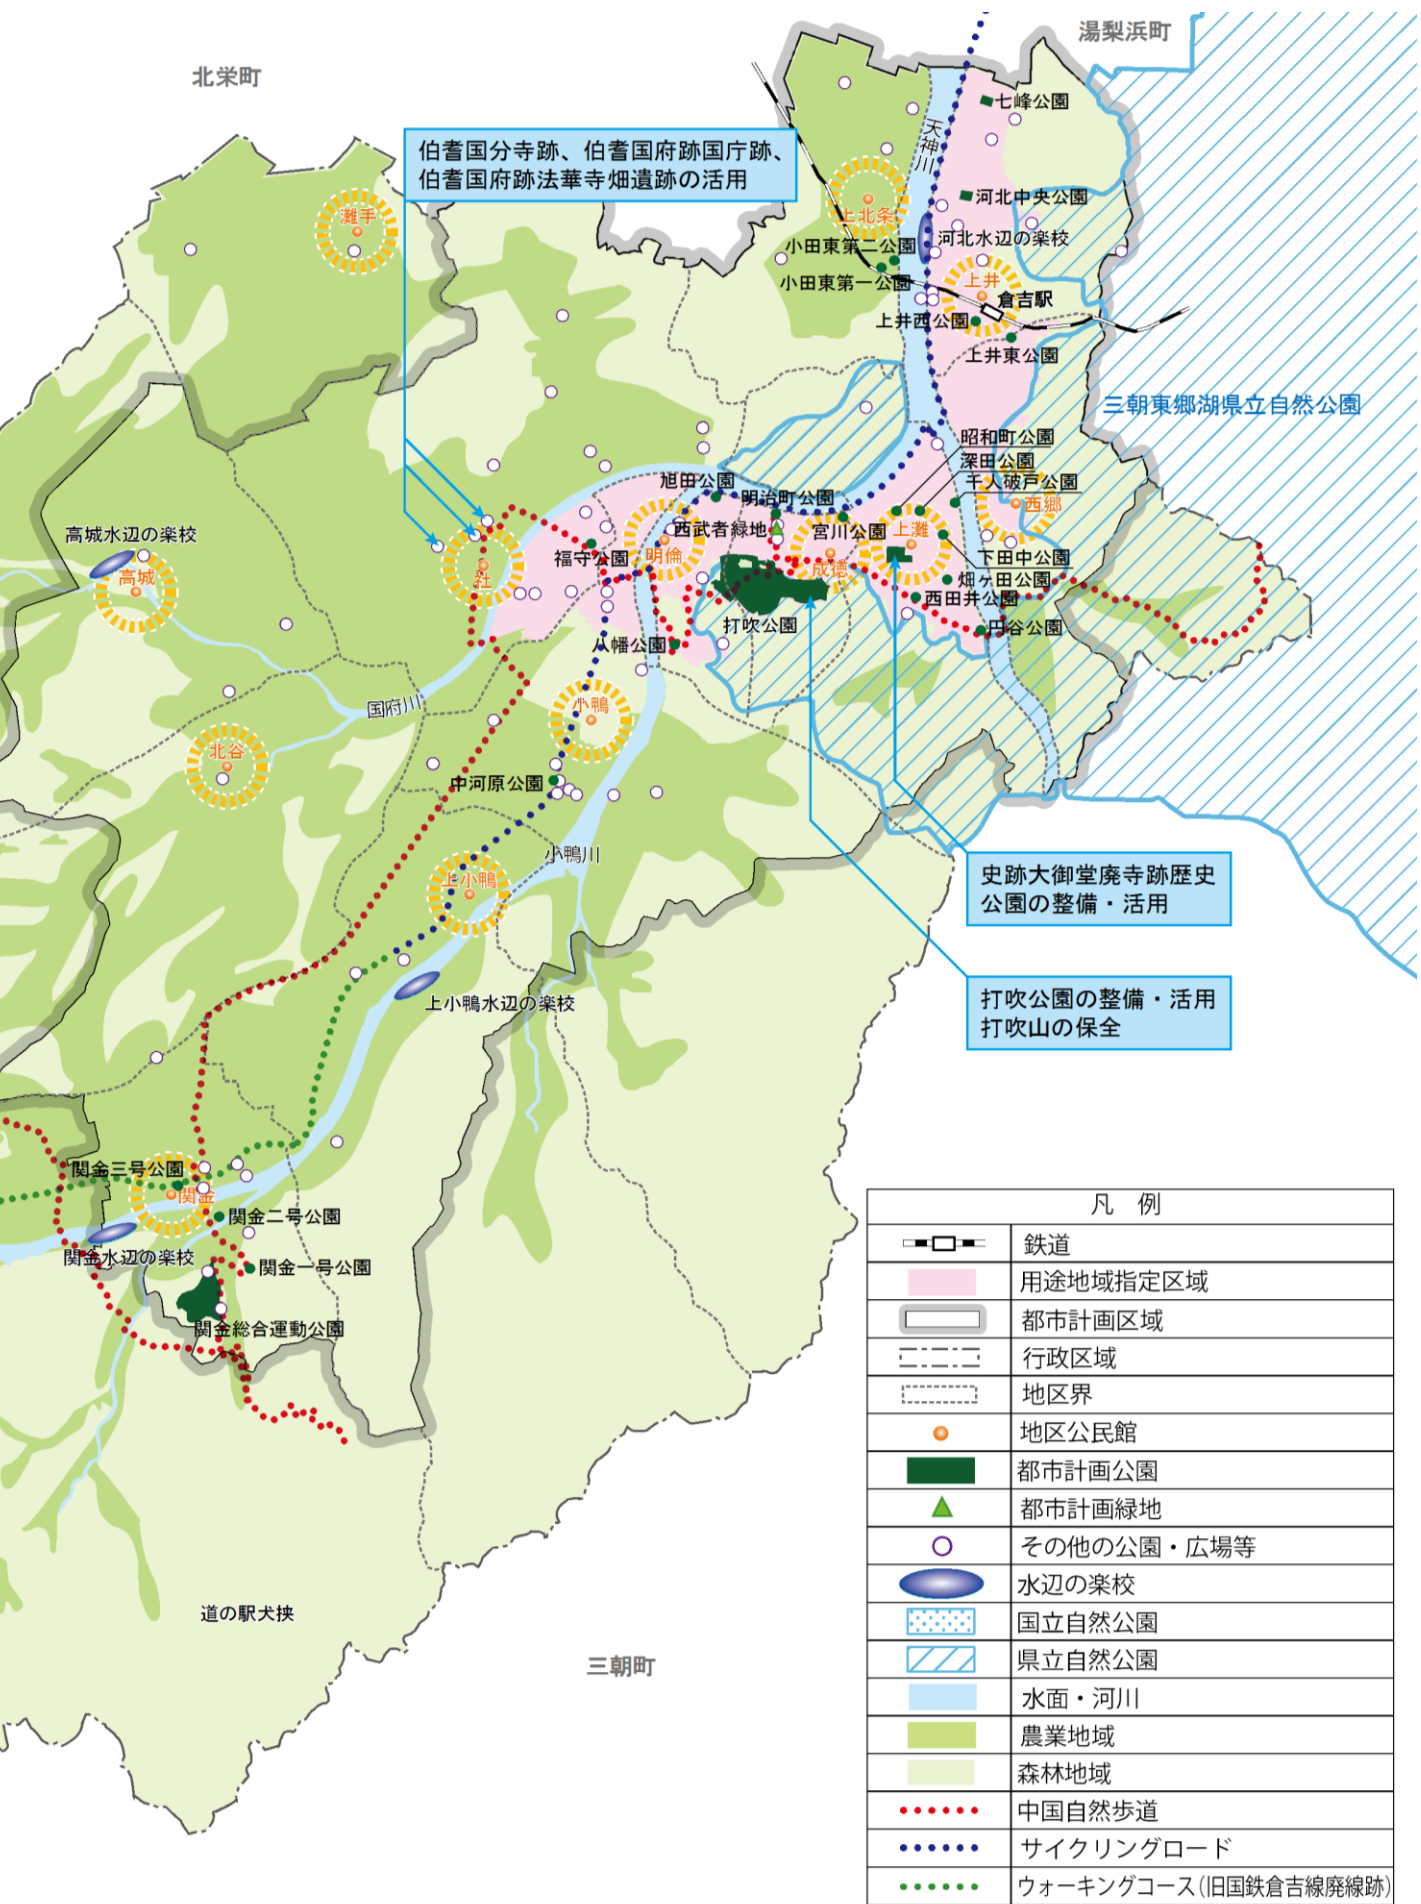 湯梨浜町
北栄町
七峰公園
天神川
伯耆国分寺跡、伯耆国府跡国庁跡、
伯耆国府跡法華寺畑遺跡の活用
河北中央公園
灘手
上北条
河北水辺の楽校
小田東第二公園
小田東第一公園
上井
倉吉駅
上井西公園
上井東公園
三朝東郷湖県立自然公園
昭和町公園
深田公園
千人破戸公園
旭田公園
明治町公園
西郷
高城水辺の楽校
西武者緑地
宮川公園
上灘
福守公園
明倫
下田中公園
高城
社
成徳
畑ヶ田公園
西田井公園
打吹公園
円谷公園
八幡公園
国府川
小鴨
北谷
中河原公園
小鴨川
上小鴨
史跡大御堂廃寺跡歴史
公園の整備・活用
上小鴨水辺の楽校
打吹公園の整備・活用
打吹山の保全
関金三号公園
関金
関金二号公園
関金水辺の楽校
関金一号公園
関金総合運動公園
道の駅犬挟
三朝町
凡 例
鉄道
用途地域指定区域
都市計画区域
行政区域
地区界
地区公民館
都市計画公園
都市計画緑地
その他の公園・広場等
水辺の楽校
国立自然公園
県立自然公園
水面・河川
農業地域
森林地域
中国自然歩道
サイクリングロード
ウォーキングコース(旧国鉄倉吉線廃線跡)